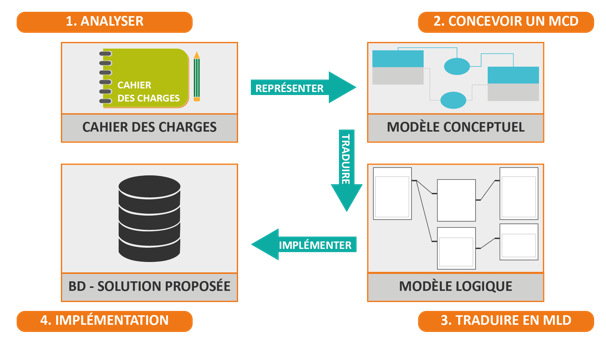 1. ANALYSER
2. CONCEVOIR UN MCD
CAHIER
DES CHARGES
REPRÉSENTER
CAHIER DES CHARGES
MODÈLE CONCEPTUEL
TRADUIRE
IMPLÉMENTER
BD - SOLUTION PROPOSÉE
MODÈLE LOGIQUE
4. IMPLÉMENTATION
3. TRADUIRE EN MLD